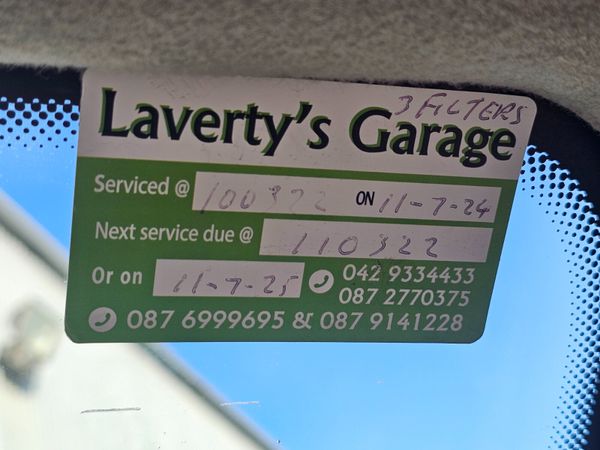 3 FILTERS
Laverty's Garage
Serviced @ 100322 ON 11-7-24
Next service due @ 110322
Or on 11-7-25 042 9334433
087 2770375
087 6999695 & 087 9141228